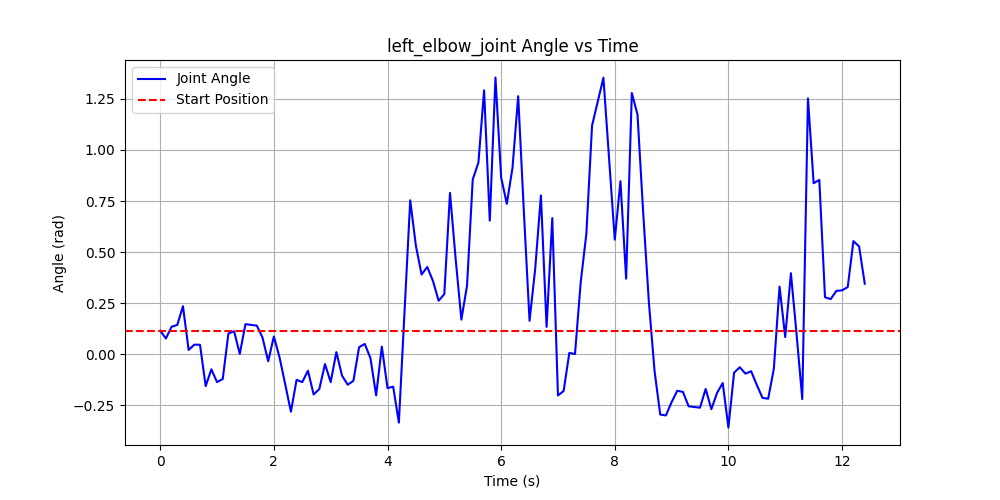 left_elbow_joint Angle vs Time
Joint Angle
Start Position
1.25
1.00
0.75
0.50
0.25
0.00
−0.25
Angle (rad)
0 2 4 6 8 10 12
Time (s)